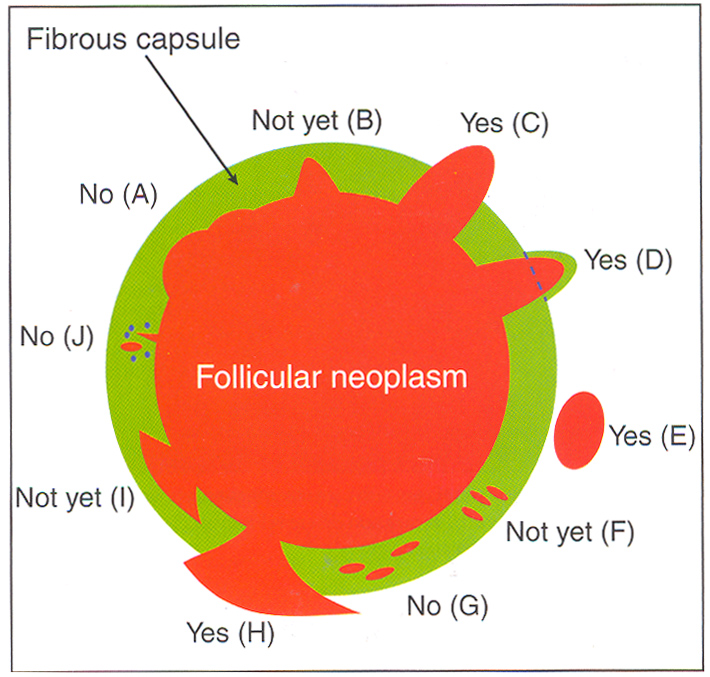 Fibrous capsule
Not yet (B)
Yes (C)
No (A)
Yes (D)
No (J)
Follicular neoplasm
Yes (E)
Not yet (I)
Not yet (F)
No (G)
Yes (H)